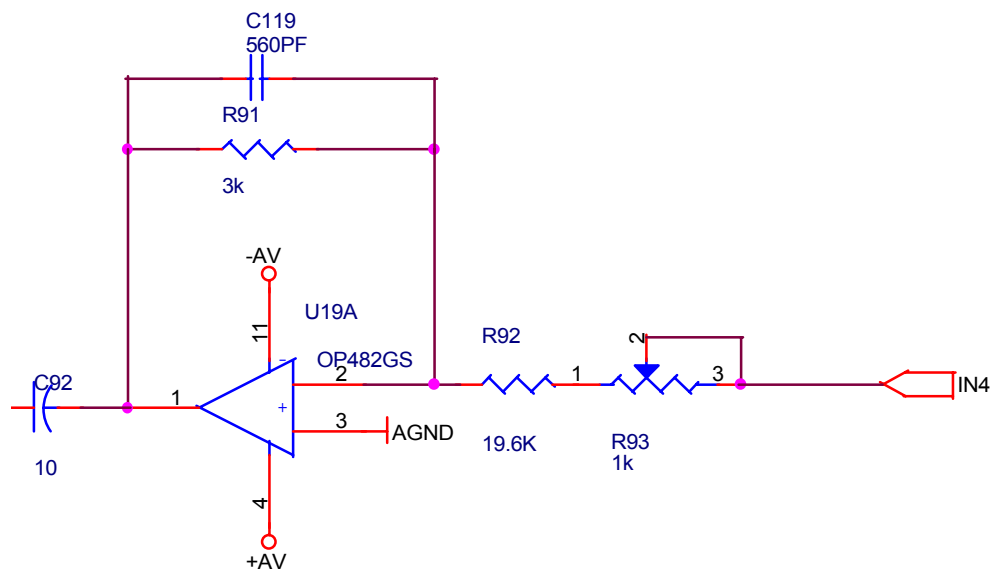 C119
560PF
R91
3k
-AV
11
U19A
OP482GS
-
+
2
3
1
4
AGND
+AV
C92
10
R92
19.6K
1
2
3
R93
1k
IN4